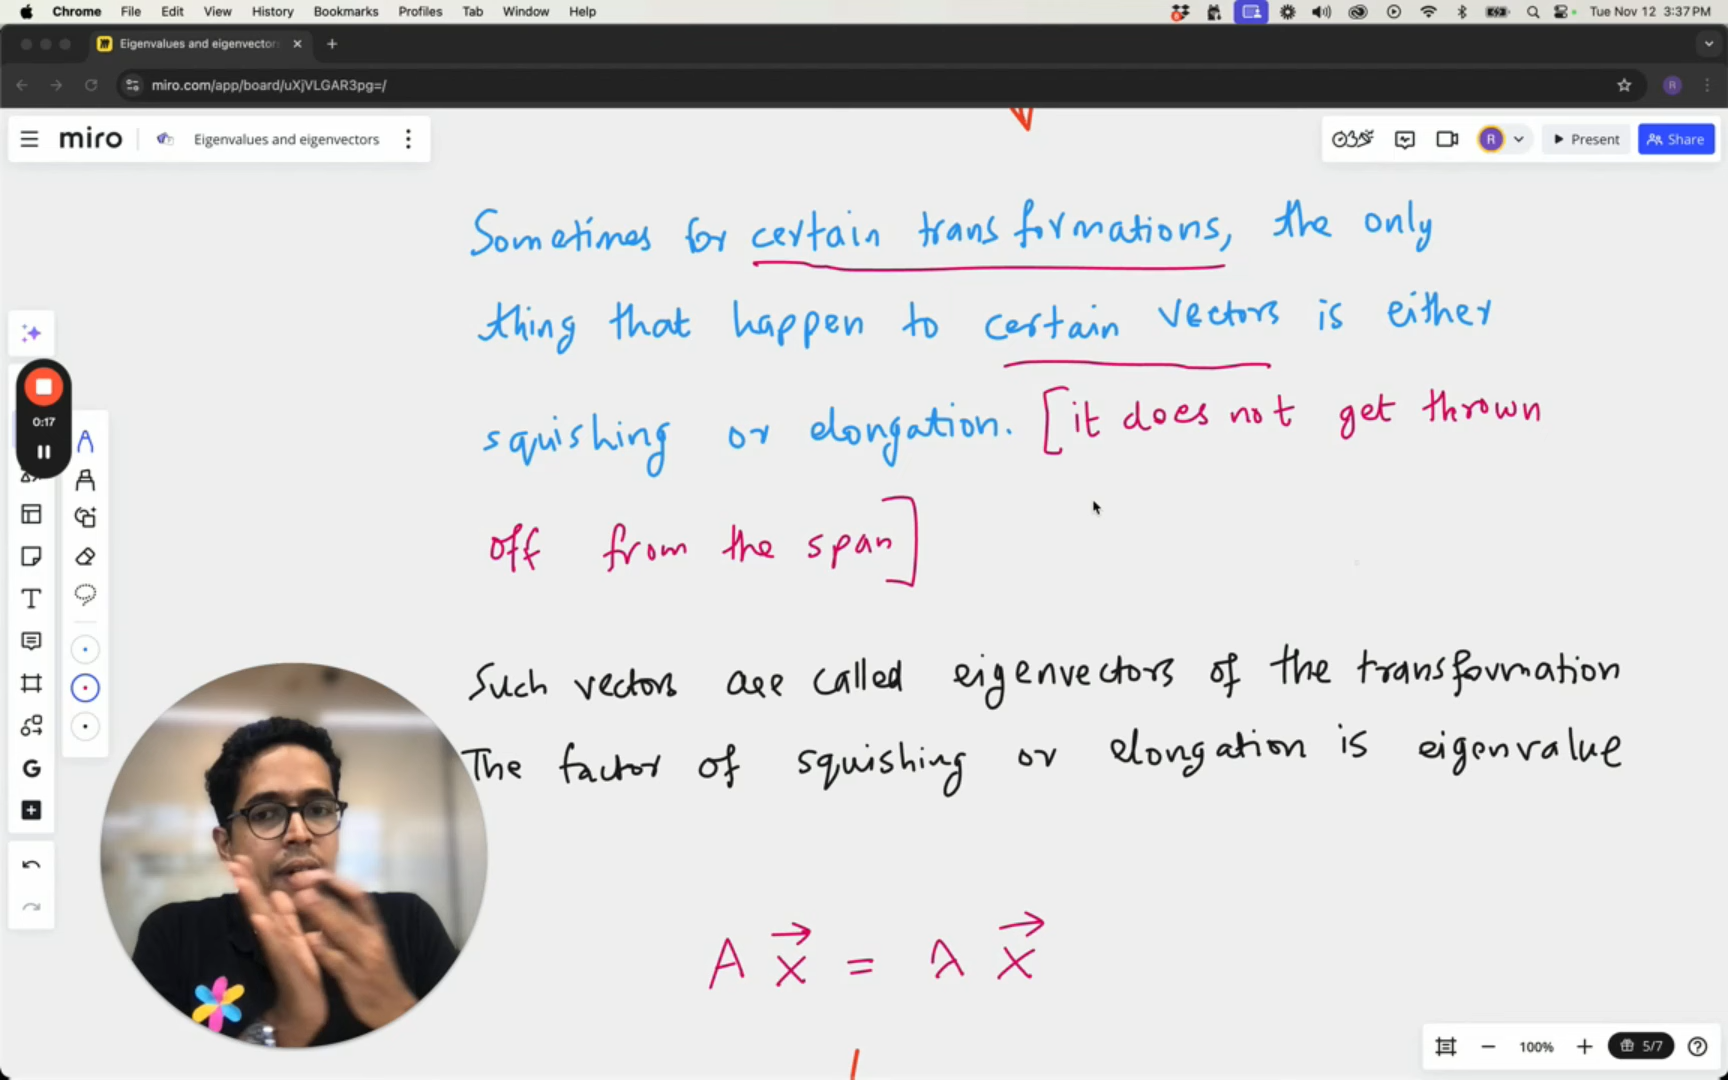 Chrome File Edit View History Bookmarks Profiles Tab Window Help Tue Nov 12 3:37 PM
Eigenvalues and eigenvector
miro.com/app/board/uXjVLGAR3pg=/ R
miro Eigenvalues and eigenvectors R Present Share
Sometimes for certain transformations, the only
thing that happen to certain vectors is either
squishing or elongation. [it does not get thrown
off from the span]
0:17
Such vectors are called eigenvectors of the transformation
The factor of squishing or elongation is eigenvalue
A x⃗ = λ x⃗
100% 5/7